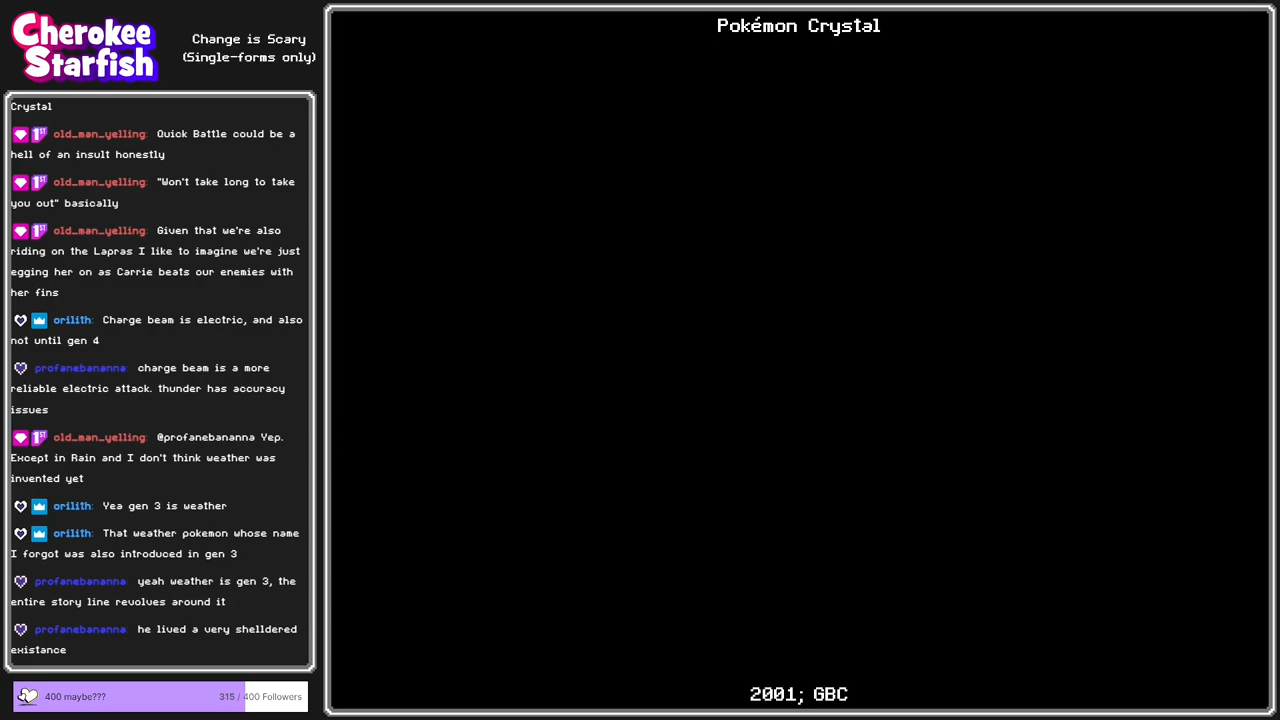 Cherokee
Starfish
Change is Scary
(Single-forms only)
Pokémon Crystal
Crystal
1ST old_man_yelling: Quick Battle could be a
hell of an insult honestly
1ST old_man_yelling: "Won't take long to take
you out" basically
1ST old_man_yelling: Given that we're also
riding on the Lapras I like to imagine we're just
egging her on as Carrie beats our enemies with
her fins
orilith: Charge beam is electric, and also
not until gen 4
profanebananna: charge beam is a more
reliable electric attack. thunder has accuracy
issues
1ST old_man_yelling: @profanebananna Yep.
Except in Rain and I don't think weather was
invented yet
orilith: Yea gen 3 is weather
orilith: That weather pokemon whose name
I forgot was also introduced in gen 3
profanebananna: yeah weather is gen 3, the
entire story line revolves around it
profanebananna: he lived a very shelldered
existance
400 maybe??? 315 / 400 Followers
2001; GBC